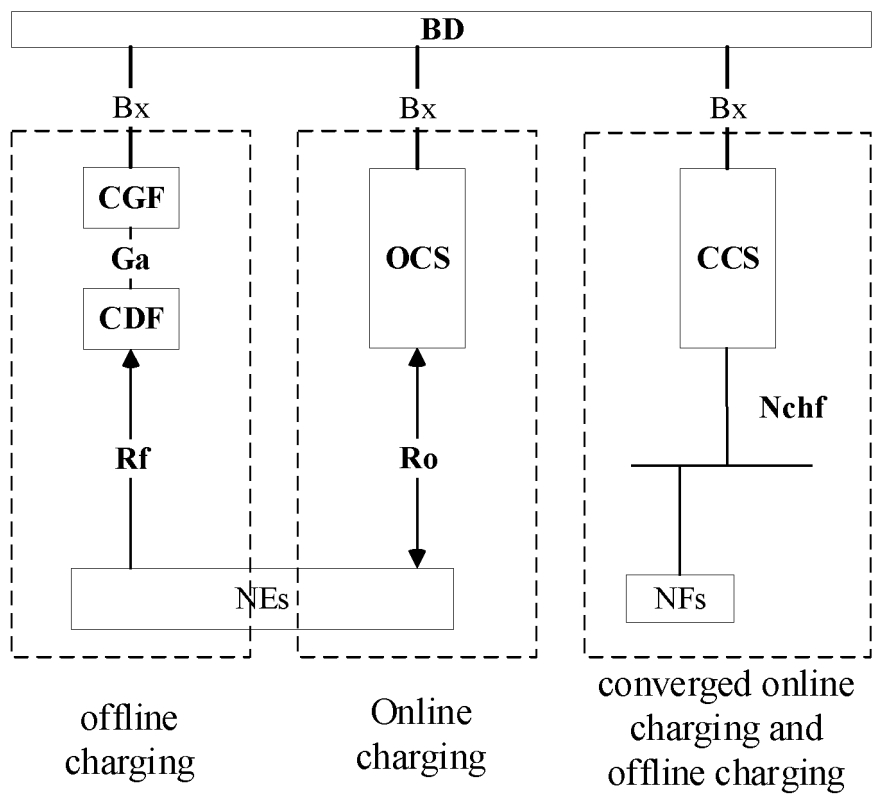 BD
Bx
Bx
Bx
CGF
Ga
CDF
OCS
CCS
Rf
Ro
Nchf
NEs
NFs
offline
charging
Online
charging
converged online
charging and
offline charging